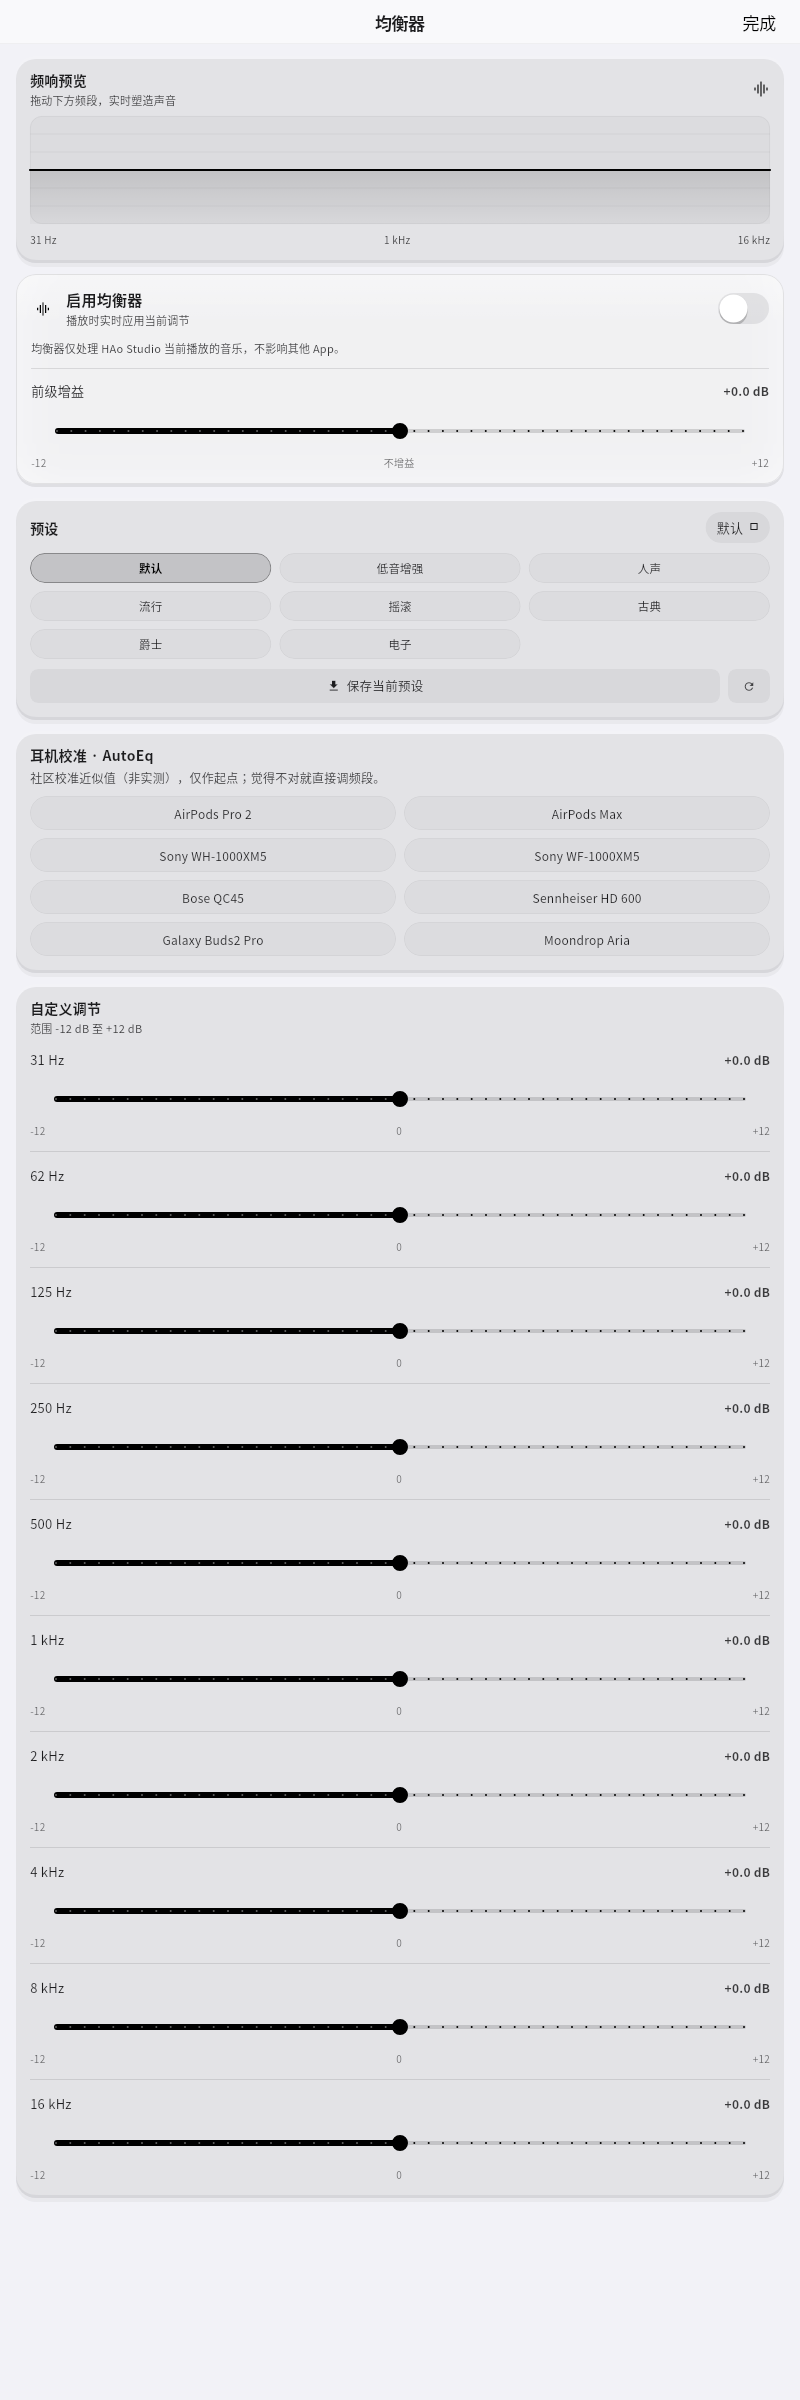 均衡器
完成
频响预览
拖动下方频段，实时塑造声音
31 Hz 1 kHz 16 kHz
启用均衡器
播放时实时应用当前调节
均衡器仅处理 HAo Studio 当前播放的音乐，不影响其他 App。
前级增益 +0.0 dB
-12 不增益 +12
预设 默认
默认 低音增强 人声
流行 摇滚 古典
爵士 电子
保存当前预设
耳机校准 · AutoEq
社区校准近似值（非实测），仅作起点；觉得不对就直接调频段。
AirPods Pro 2 AirPods Max
Sony WH-1000XM5 Sony WF-1000XM5
Bose QC45 Sennheiser HD 600
Galaxy Buds2 Pro Moondrop Aria
自定义调节
范围 -12 dB 至 +12 dB
31 Hz +0.0 dB
-12 0 +12
62 Hz +0.0 dB
-12 0 +12
125 Hz +0.0 dB
-12 0 +12
250 Hz +0.0 dB
-12 0 +12
500 Hz +0.0 dB
-12 0 +12
1 kHz +0.0 dB
-12 0 +12
2 kHz +0.0 dB
-12 0 +12
4 kHz +0.0 dB
-12 0 +12
8 kHz +0.0 dB
-12 0 +12
16 kHz +0.0 dB
-12 0 +12